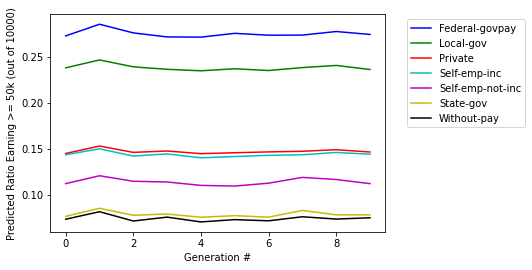 Predicted Ratio Earning >= 50k (out of 10000)
0.25
0.20
0.15
0.10
0 2 4 6 8
Generation #
Federal-govpay
Local-gov
Private
Self-emp-inc
Self-emp-not-inc
State-gov
Without-pay